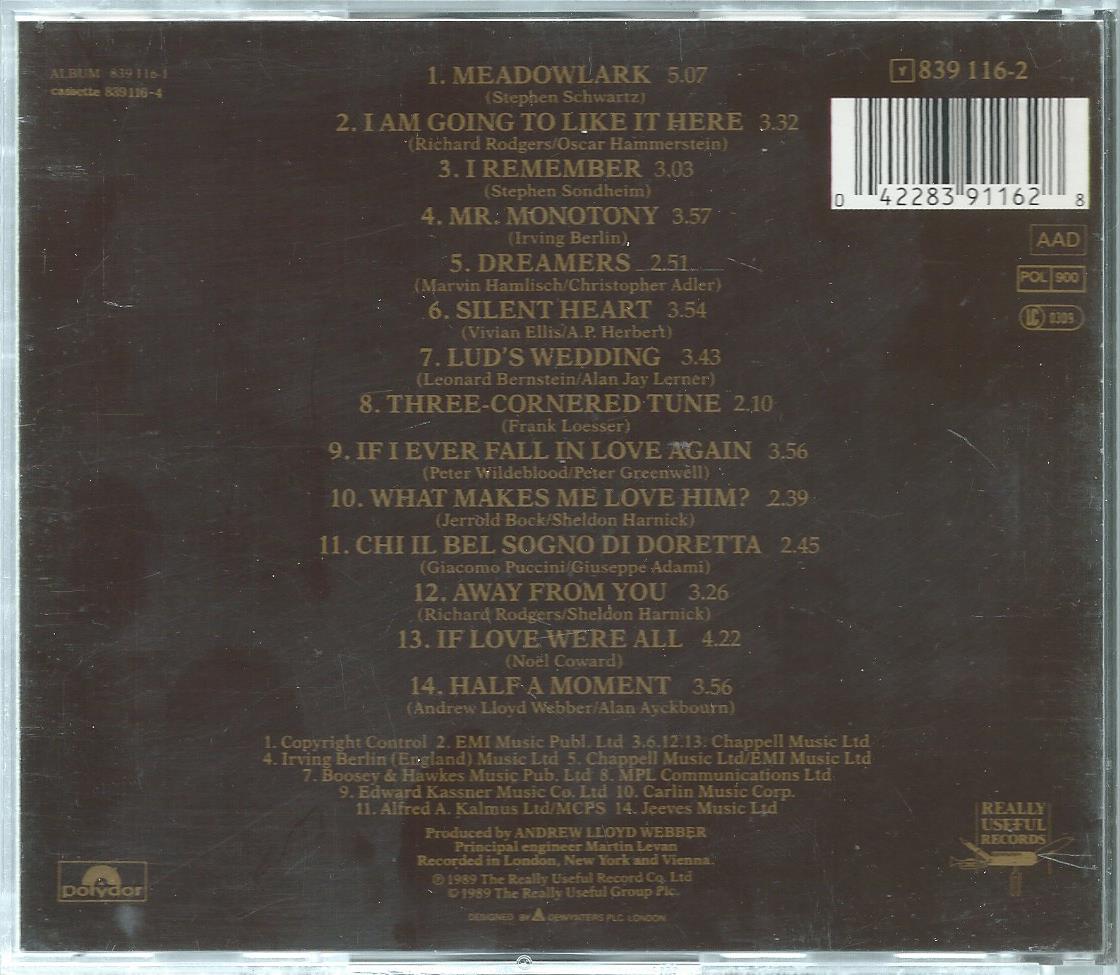 ALBUM 839 116-1
cassette 839 116-4
1. MEADOWLARK 5.07
(Stephen Schwartz)
2. I AM GOING TO LIKE IT HERE 3.32
(Richard Rodgers/Oscar Hammerstein)
3. I REMEMBER 3.03
(Stephen Sondheim)
4. MR. MONOTONY 3.57
(Irving Berlin)
5. DREAMERS 2.51
(Marvin Hamlisch/Christopher Adler)
6. SILENT HEART 3.54
(Vivian Ellis/A.P. Herbert)
7. LUD'S WEDDING 3.43
(Leonard Bernstein/Alan Jay Lerner)
8. THREE-CORNERED TUNE 2.10
(Frank Loesser)
9. IF I EVER FALL IN LOVE AGAIN 3.56
(Peter Wildeblood/Peter Greenwell)
10. WHAT MAKES ME LOVE HIM? 2.39
(Jerrold Bock/Sheldon Harnick)
11. CHI IL BEL SOGNO DI DORETTA 2.45
(Giacomo Puccini/Giuseppe Adami)
12. AWAY FROM YOU 3.26
(Richard Rodgers/Sheldon Harnick)
13. IF LOVE WERE ALL 4.22
(Noël Coward)
14. HALF A MOMENT 3.56
(Andrew Lloyd Webber/Alan Ayckbourn)
1. Copyright Control 2. EMI Music Publ. Ltd 3.6.12.13. Chappell Music Ltd
4. Irving Berlin (England) Music Ltd 5. Chappell Music Ltd/EMI Music Ltd
7. Boosey & Hawkes Music Pub. Ltd 8. MPL Communications Ltd
9. Edward Kassner Music Co. Ltd 10. Carlin Music Corp.
11. Alfred A. Kalmus Ltd/MCPS 14. Jeeves Music Ltd
Produced by ANDREW LLOYD WEBBER
Principal engineer Martin Levan
Recorded in London, New York and Vienna.
℗ 1989 The Really Useful Record Co. Ltd
© 1989 The Really Useful Group Plc.
DESIGNED BY DEWYNTERS PLC. LONDON
Y 839 116-2
0 42283 91162 8
AAD
POL 900
LC 0309
polydor
REALLY
USEFUL
RECORDS